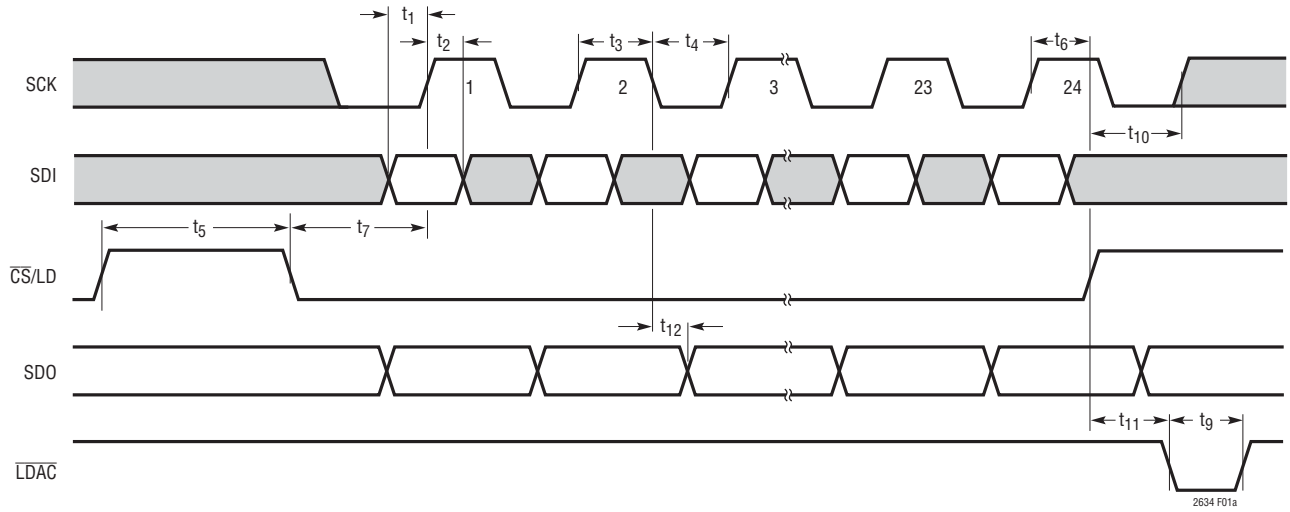 t1
t2
t3
t4
t6
SCK
1
2
3
23
24
t10
SDI
t5
t7
CS/LD
t12
SDO
t11
t9
LDAC
2634 F01a